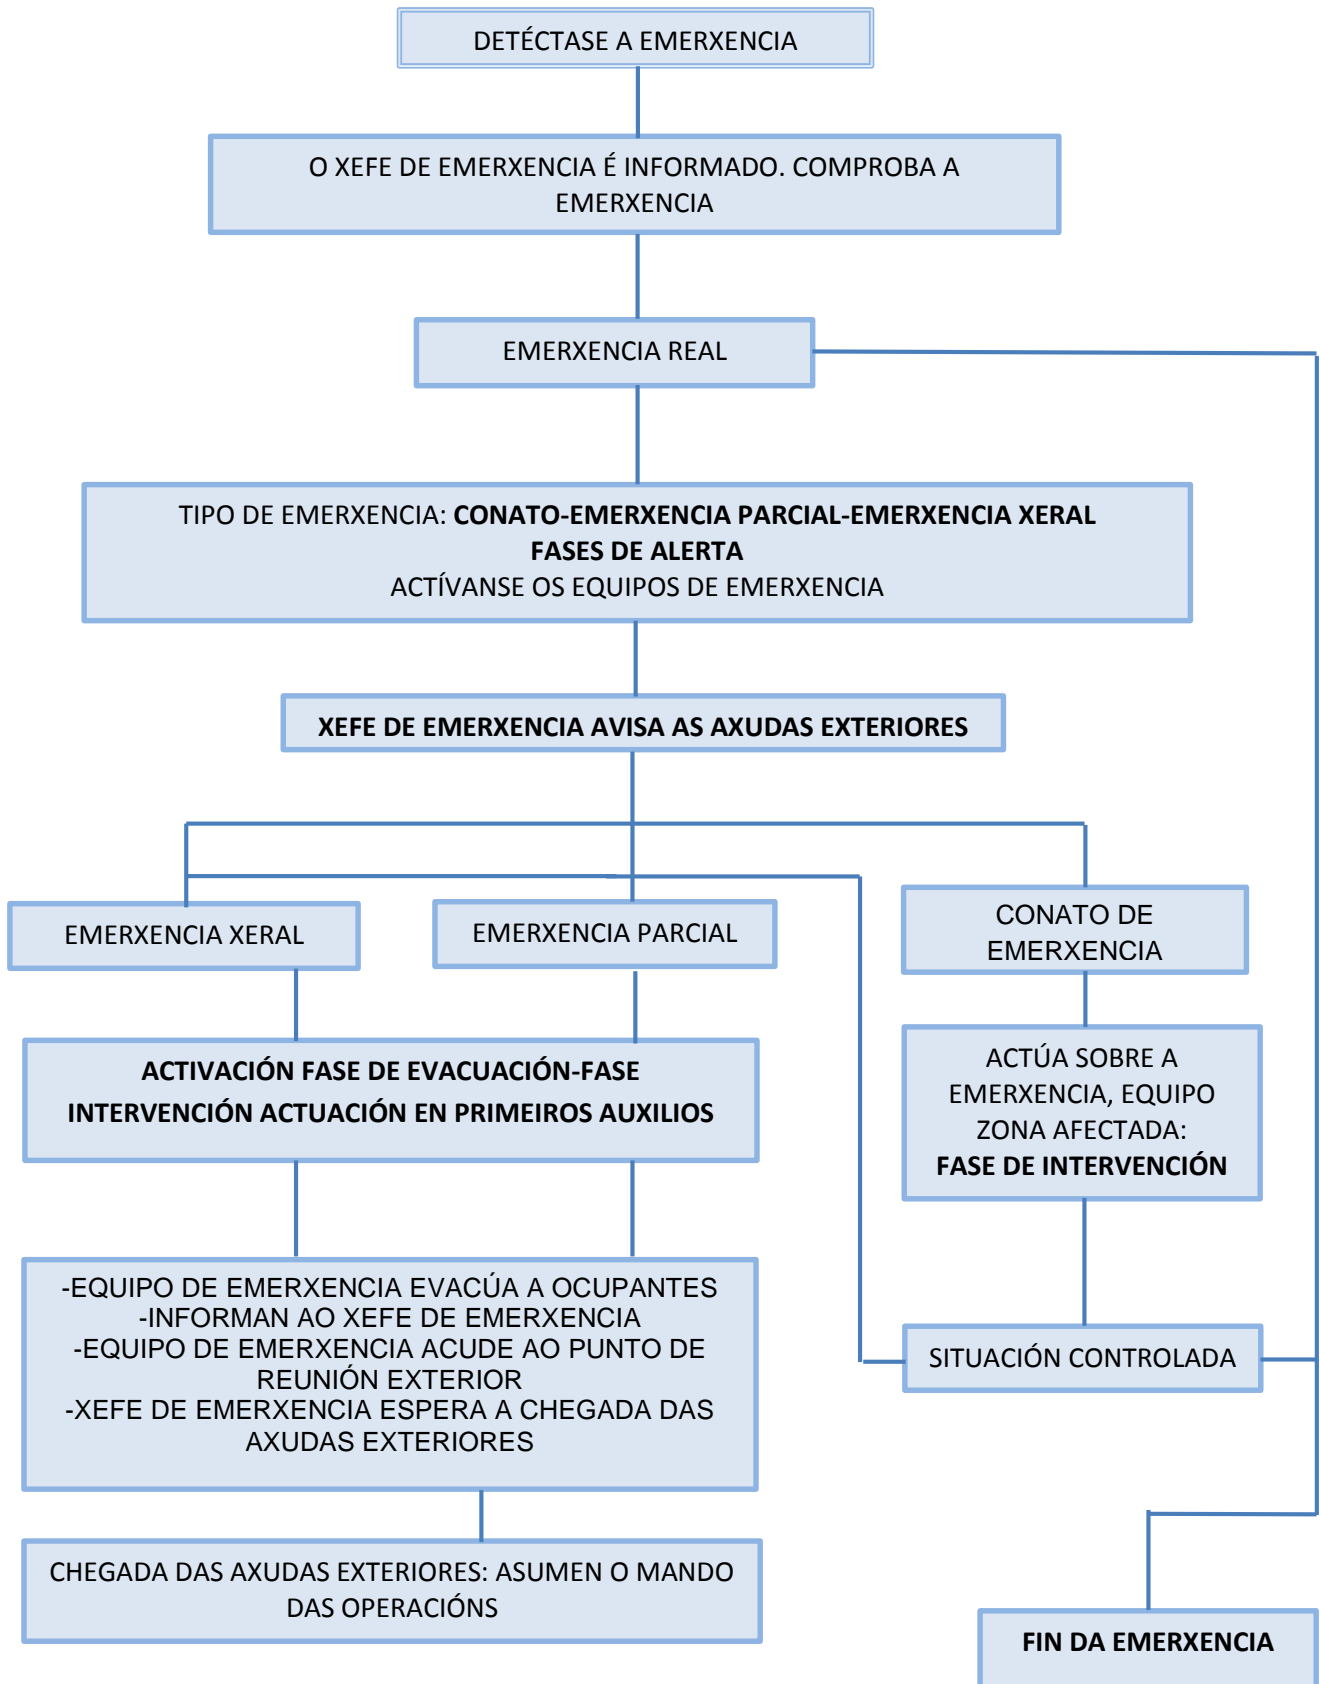 DETÉCTASE A EMERXENCIA
O XEFE DE EMERXENCIA É INFORMADO. COMPROBA A
EMERXENCIA
EMERXENCIA REAL
TIPO DE EMERXENCIA: CONATO-EMERXENCIA PARCIAL-EMERXENCIA XERAL
FASES DE ALERTA
ACTÍVANSE OS EQUIPOS DE EMERXENCIA
XEFE DE EMERXENCIA AVISA AS AXUDAS EXTERIORES
EMERXENCIA XERAL
EMERXENCIA PARCIAL
CONATO DE
EMERXENCIA
ACTIVACIÓN FASE DE EVACUACIÓN-FASE
INTERVENCIÓN ACTUACIÓN EN PRIMEIROS AUXILIOS
ACTÚA SOBRE A
EMERXENCIA, EQUIPO
ZONA AFECTADA:
FASE DE INTERVENCIÓN
-EQUIPO DE EMERXENCIA EVACÚA A OCUPANTES
-INFORMAN AO XEFE DE EMERXENCIA
-EQUIPO DE EMERXENCIA ACUDE AO PUNTO DE
REUNIÓN EXTERIOR
-XEFE DE EMERXENCIA ESPERA A CHEGADA DAS
AXUDAS EXTERIORES
SITUACIÓN CONTROLADA
CHEGADA DAS AXUDAS EXTERIORES: ASUMEN O MANDO
DAS OPERACIÓNS
FIN DA EMERXENCIA